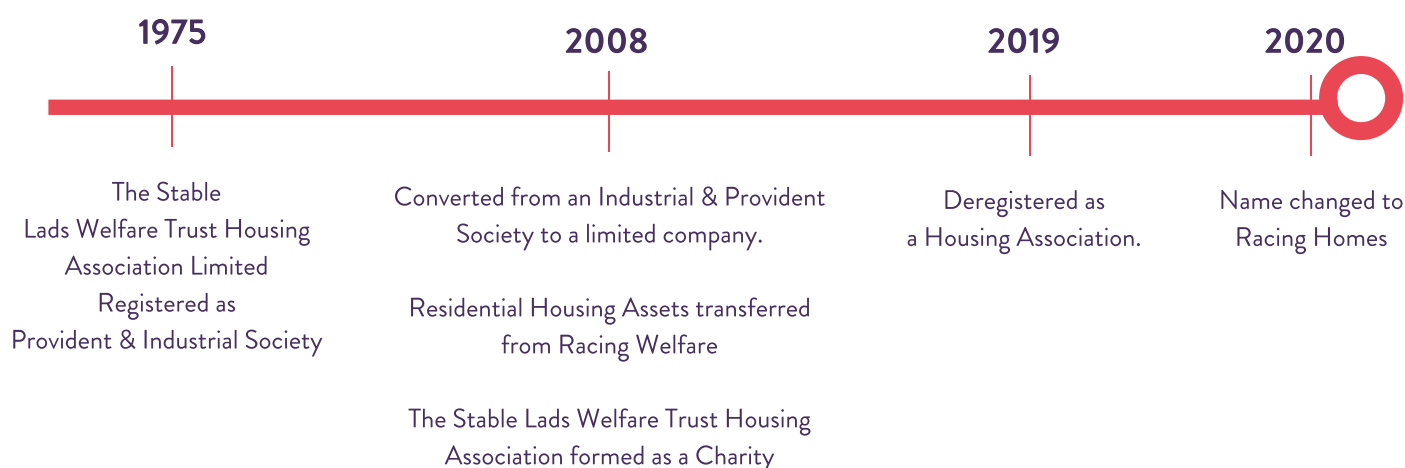 1975
The Stable
Lads Welfare Trust Housing
Association Limited
Registered as
Provident & Industrial Society
2008
Converted from an Industrial & Provident
Society to a limited company.
Residential Housing Assets transferred
from Racing Welfare
The Stable Lads Welfare Trust Housing
Association formed as a Charity
2019
Deregistered as
a Housing Association.
2020
Name changed to
Racing Homes